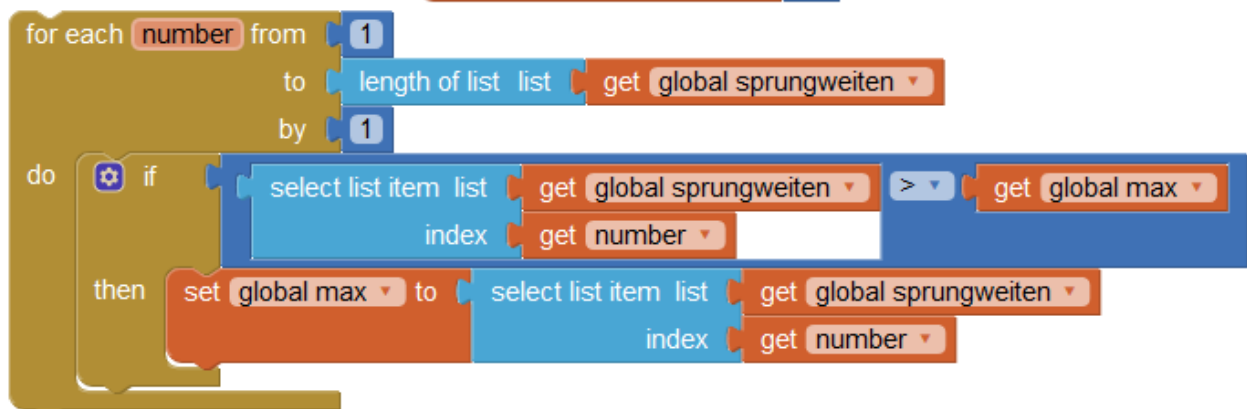 for each number from 1
to length of list list get global sprungweiten
by 1
do if select list item list get global sprungweiten > get global max
index get number
then set global max to select list item list get global sprungweiten
index get number